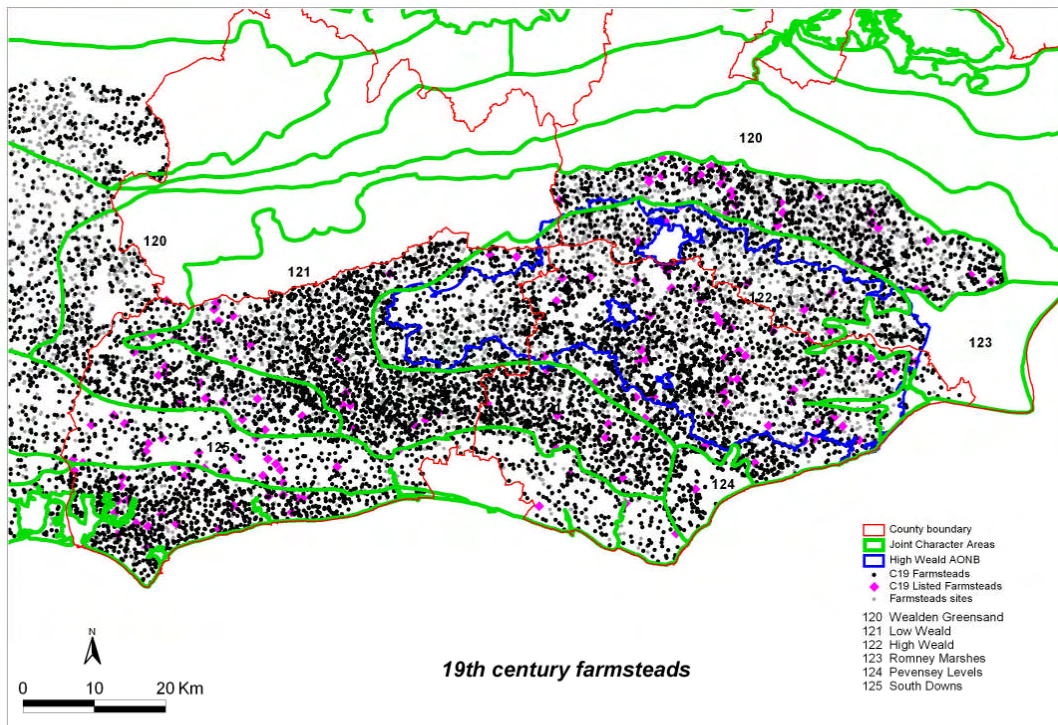 120
120
121
122
123
125
124
County boundary
Joint Character Areas
High Weald AONB
C19 Farmsteads
C19 Listed Farmsteads
Farmsteads sites
120 Wealden Greensand
121 Low Weald
122 High Weald
123 Romney Marshes
124 Pevensey Levels
125 South Downs
N
19th century farmsteads
0 10 20 Km